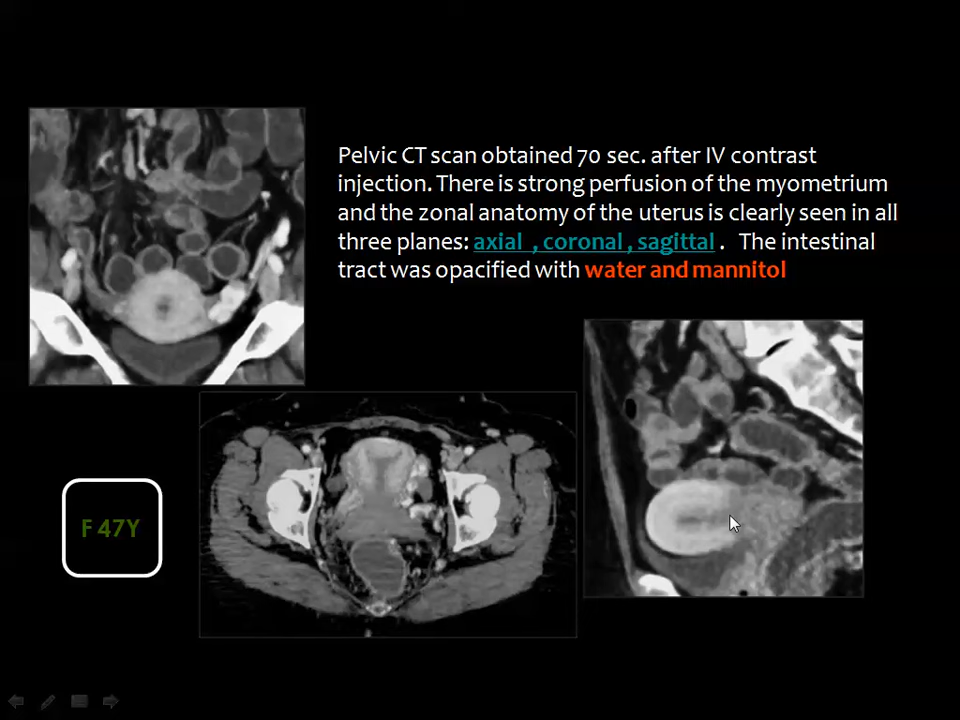 Pelvic CT scan obtained 70 sec. after IV contrast
injection. There is strong perfusion of the myometrium
and the zonal anatomy of the uterus is clearly seen in all
three planes: axial , coronal , sagittal . The intestinal
tract was opacified with water and mannitol
F 47Y